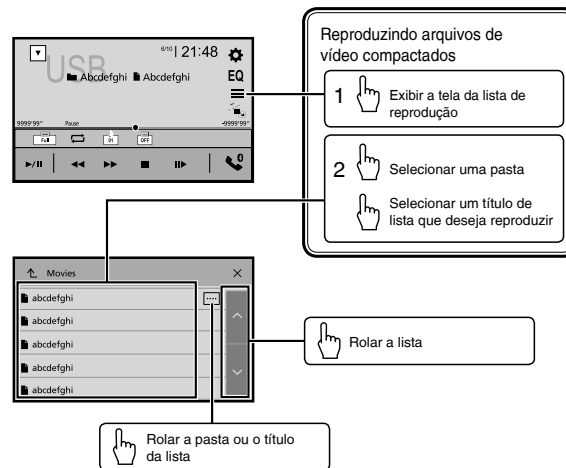 Reproduzindo arquivos de
vídeo compactados
1 Exibir a tela da lista de
reprodução
2 Selecionar uma pasta
Selecionar um título de
lista que deseja reproduzir
USB
6/10 21:48
Abcdefghi Abcdefghi
EQ
9999'99" Pause -9999'99"
Full 01 OFF
Movies
abcdefghi
abcdefghi
abcdefghi
abcdefghi
abcdefghi
Rolar a lista
Rolar a pasta ou o título
da lista